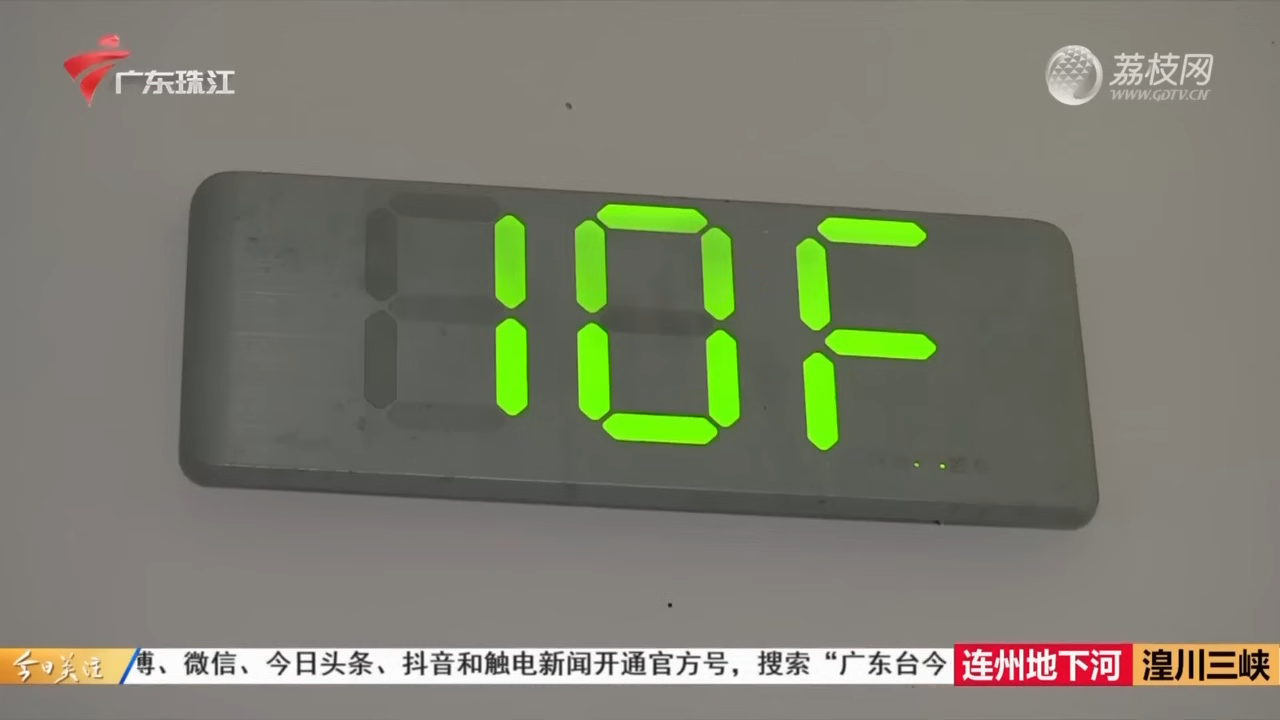 广东珠江
荔枝网
WWW.GDTV.CN
10F
今日关注
博、微信、今日头条、抖音和触电新闻开通官方号，搜索“广东台今
连州地下河
湟川三峡